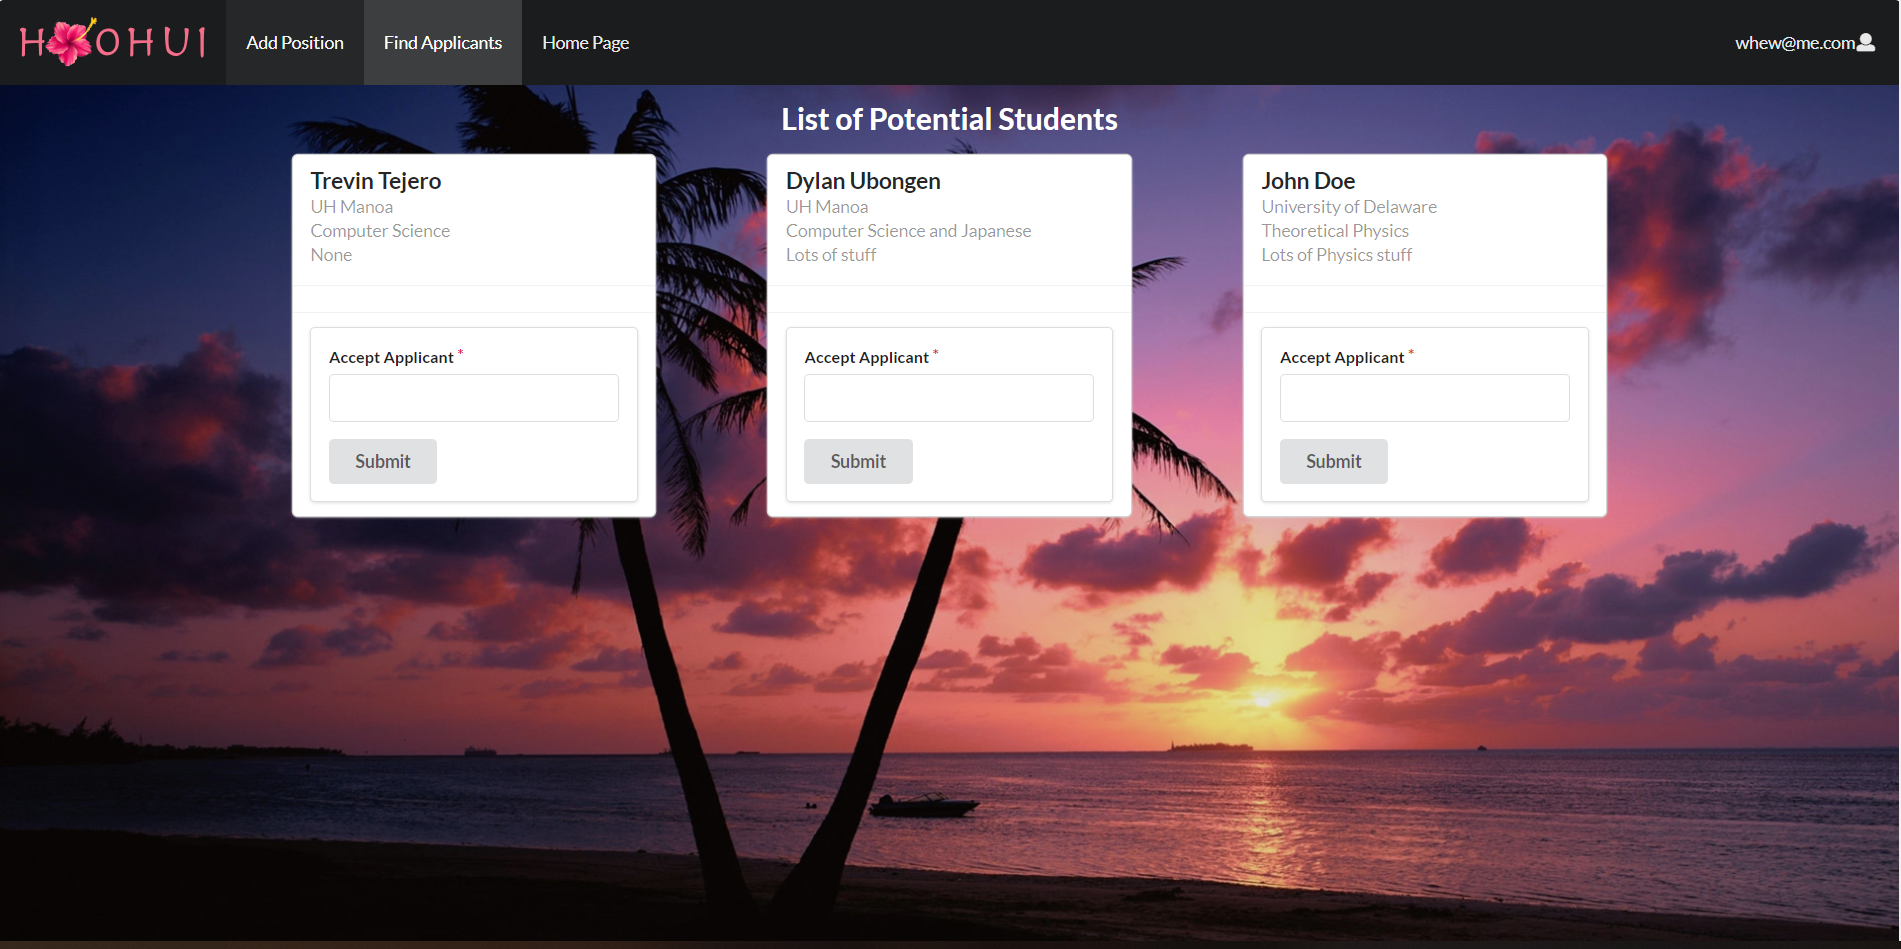 HOOHUI
Add Position
Find Applicants
Home Page
whew@me.com
List of Potential Students
Trevin Tejero
UH Manoa
Computer Science
None
Accept Applicant *
Submit
Dylan Ubongen
UH Manoa
Computer Science and Japanese
Lots of stuff
Accept Applicant *
Submit
John Doe
University of Delaware
Theoretical Physics
Lots of Physics stuff
Accept Applicant *
Submit